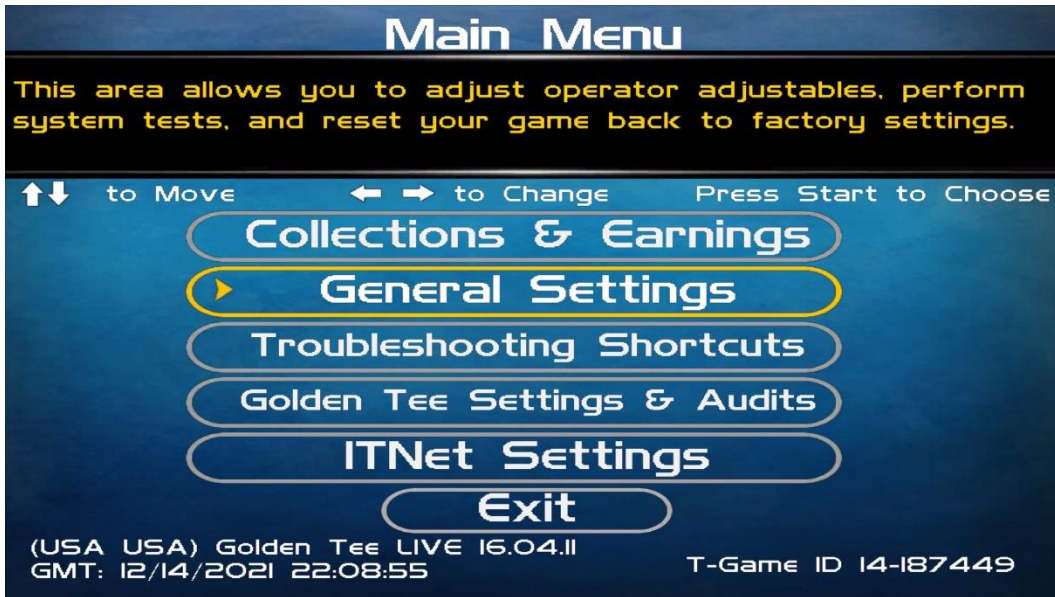 Main Menu
This area allows you to adjust operator adjustables, perform
system tests, and reset your game back to factory settings.
to Move to Change Press Start to Choose
Collections & Earnings
General Settings
Troubleshooting Shortcuts
Golden Tee Settings & Audits
ITNet Settings
Exit
(USA USA) Golden Tee LIVE 16.04.11
GMT: 12/14/2021 22:08:55
T-Game ID 14-187449